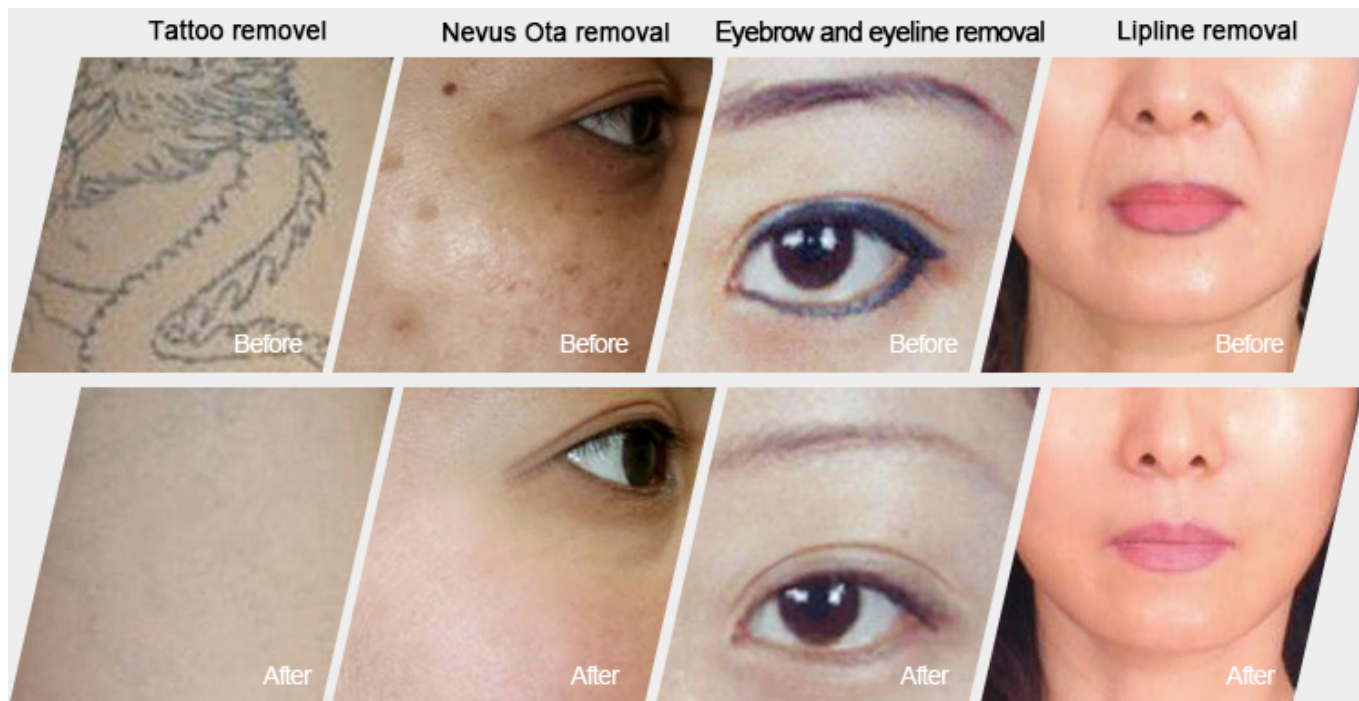 Tattoo removel
Nevus Ota removal
Eyebrow and eyeline removal
Lipline removal
Before
Before
Before
Before
After
After
After
After